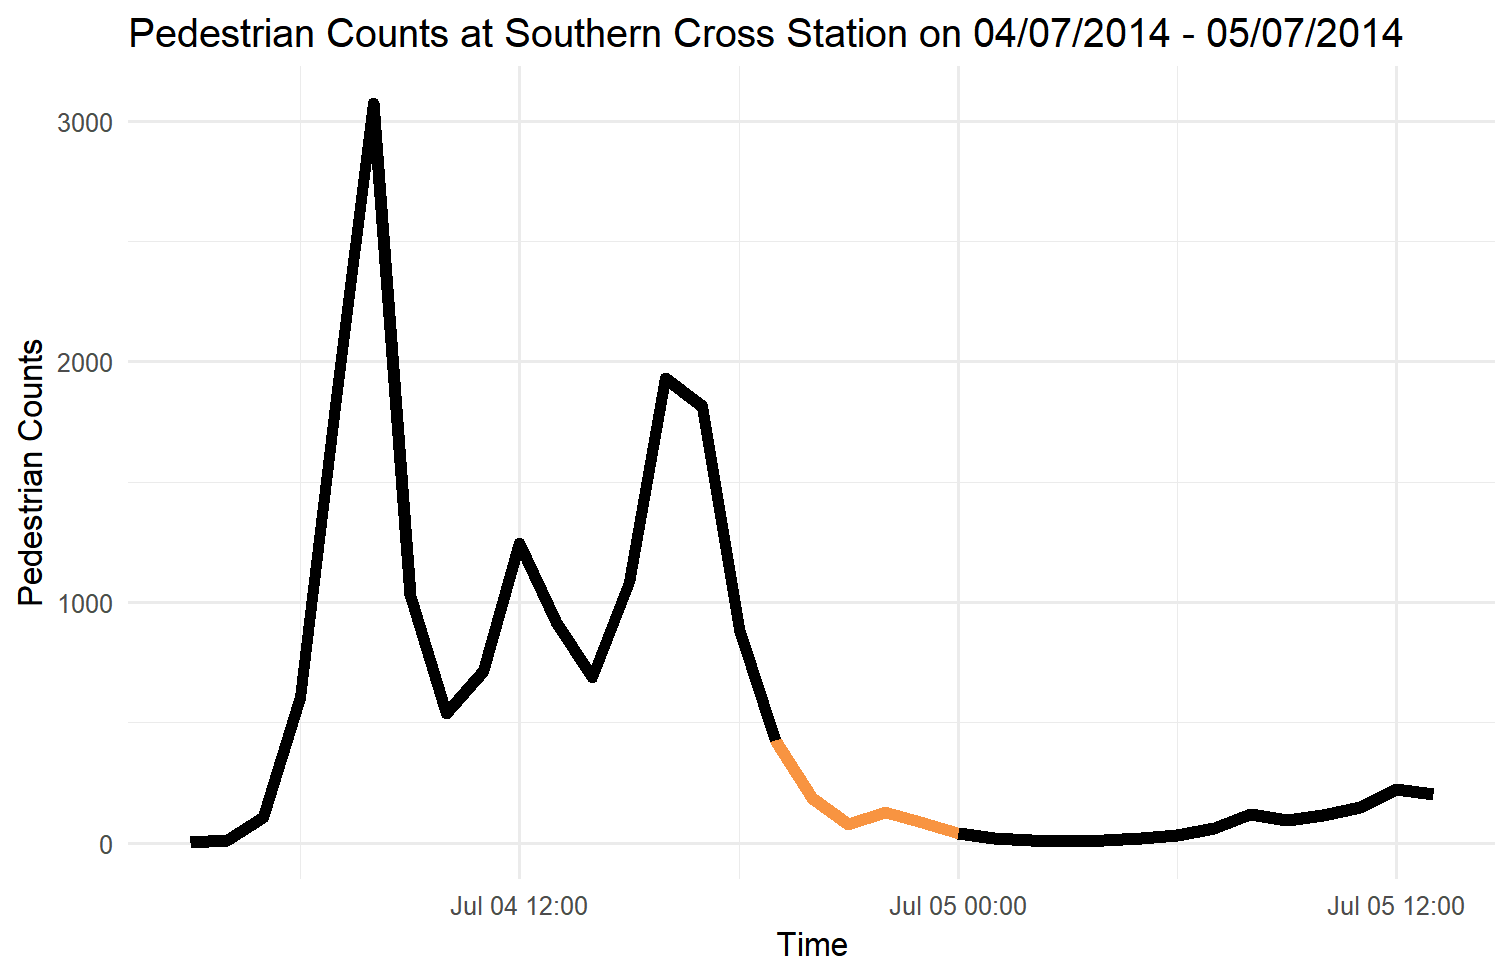 Pedestrian Counts at Southern Cross Station on 04/07/2014 - 05/07/2014
Pedestrian Counts
3000
2000
1000
0
Jul 04 12:00
Jul 05 00:00
Jul 05 12:00
Time